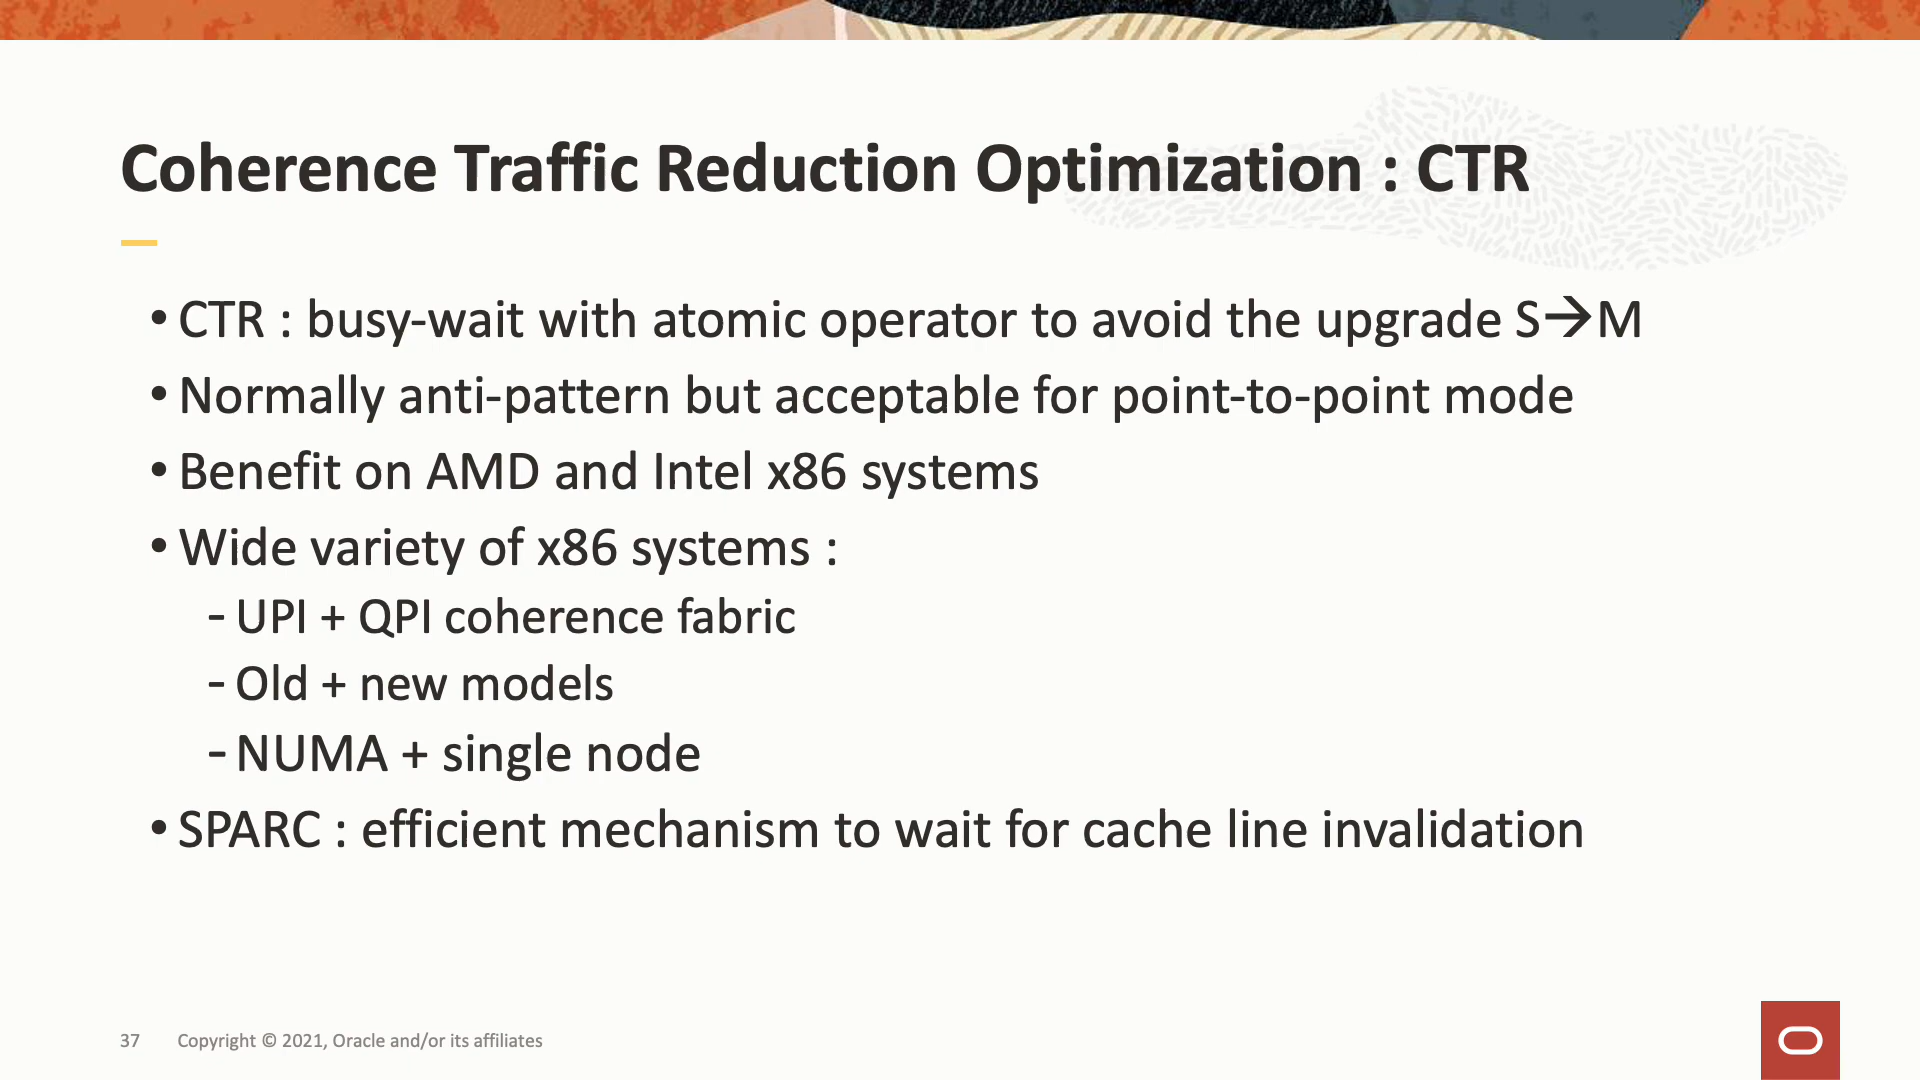 Coherence Traffic Reduction Optimization : CTR
• CTR : busy-wait with atomic operator to avoid the upgrade S→M
• Normally anti-pattern but acceptable for point-to-point mode
• Benefit on AMD and Intel x86 systems
• Wide variety of x86 systems :
- UPI + QPI coherence fabric
- Old + new models
- NUMA + single node
• SPARC : efficient mechanism to wait for cache line invalidation
37 Copyright © 2021, Oracle and/or its affiliates